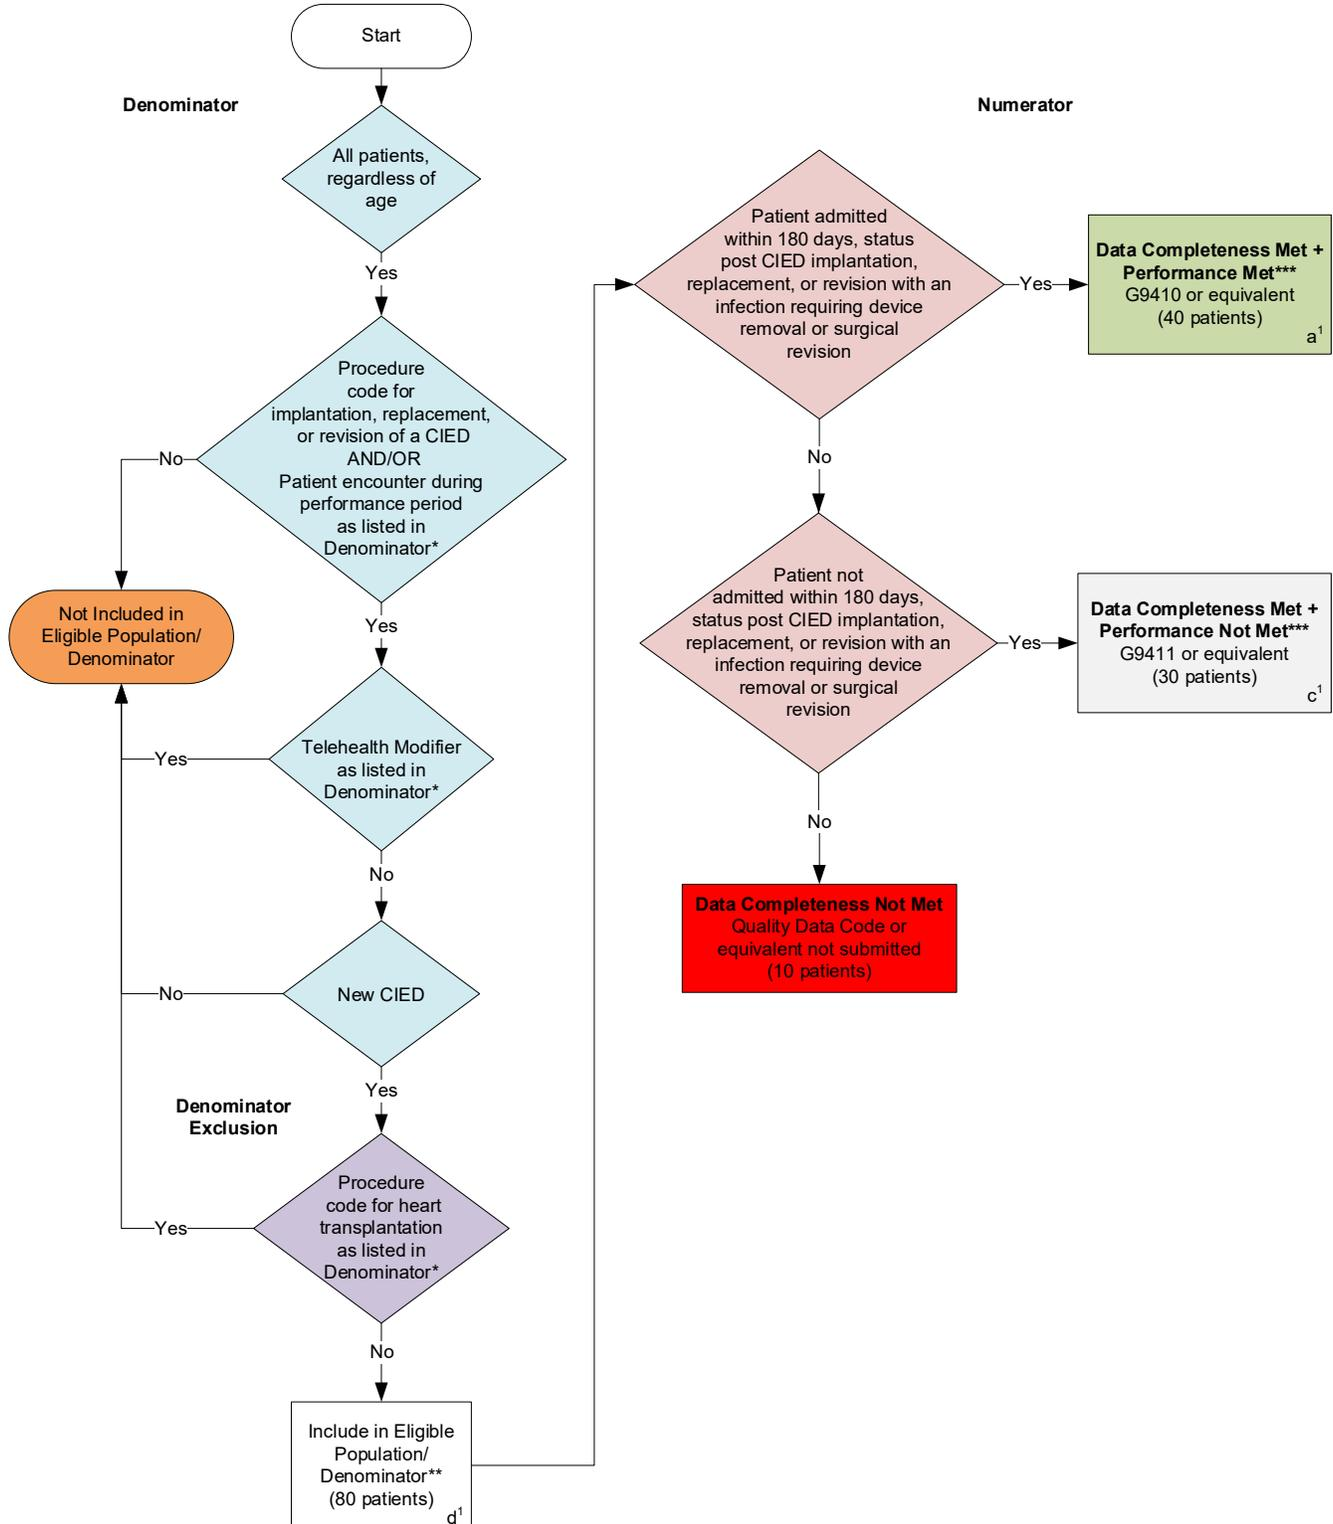 Start
Denominator
All patients,
regardless of
age
Yes
Procedure
code for
implantation, replacement,
or revision of a CIED
AND/OR
Patient encounter during
performance period
as listed in
Denominator*
No
Not Included in
Eligible Population/
Denominator
Yes
Telehealth Modifier
as listed in
Denominator*
Yes
No
New CIED
No
Yes
Denominator
Exclusion
Procedure
code for heart
transplantation
as listed in
Denominator*
Yes
No
Include in Eligible
Population/
Denominator**
(80 patients)
d¹
Numerator
Patient admitted
within 180 days, status
post CIED implantation,
replacement, or revision with an
infection requiring device
removal or surgical
revision
Yes
Data Completeness Met +
Performance Met***
G9410 or equivalent
(40 patients)
a¹
No
Patient not
admitted within 180 days,
status post CIED implantation,
replacement, or revision with an
infection requiring device
removal or surgical
revision
Yes
Data Completeness Met +
Performance Not Met***
G9411 or equivalent
(30 patients)
c¹
No
Data Completeness Not Met
Quality Data Code or
equivalent not submitted
(10 patients)